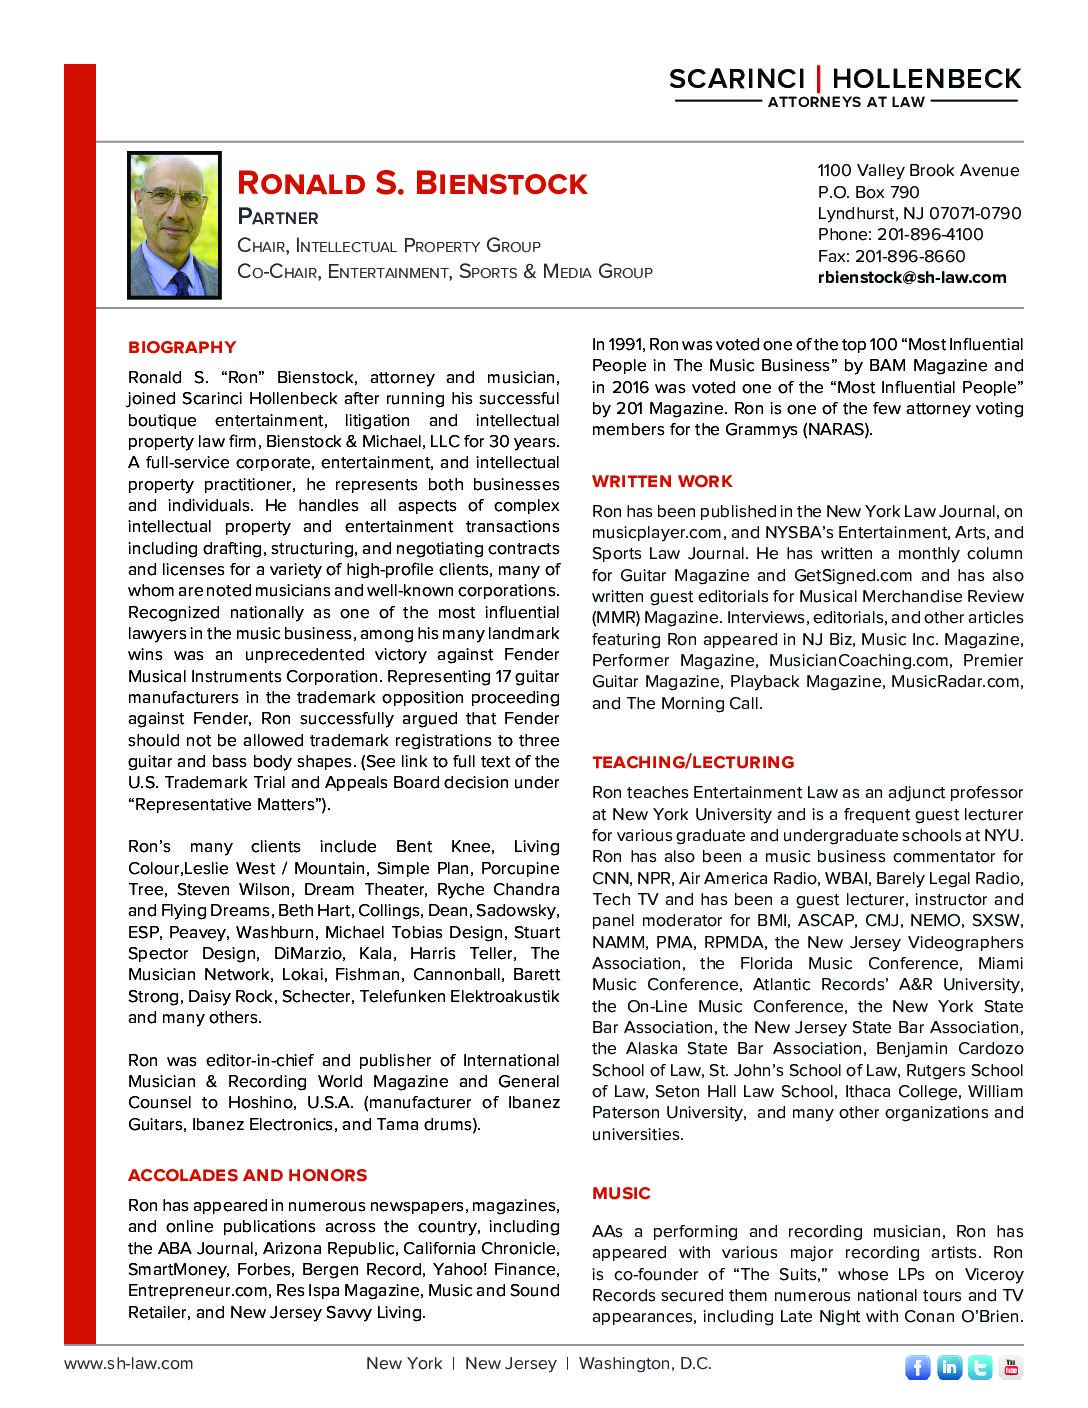 SCARINCI | HOLLENBECK
ATTORNEYS AT LAW
RONALD S. BIENSTOCK
PARTNER
CHAIR, INTELLECTUAL PROPERTY GROUP
CO-CHAIR, ENTERTAINMENT, SPORTS & MEDIA GROUP
1100 Valley Brook Avenue
P.O. Box 790
Lyndhurst, NJ 07071-0790
Phone: 201-896-4100
Fax: 201-896-8660
rbienstock@sh-law.com
BIOGRAPHY
Ronald S. “Ron” Bienstock, attorney and musician,
joined Scarinci Hollenbeck after running his successful
boutique entertainment, litigation and intellectual
property law firm, Bienstock & Michael, LLC for 30 years.
A full-service corporate, entertainment, and intellectual
property practitioner, he represents both businesses
and individuals. He handles all aspects of complex
intellectual property and entertainment transactions
including drafting, structuring, and negotiating contracts
and licenses for a variety of high-profile clients, many of
whom are noted musicians and well-known corporations.
Recognized nationally as one of the most influential
lawyers in the music business, among his many landmark
wins was an unprecedented victory against Fender
Musical Instruments Corporation. Representing 17 guitar
manufacturers in the trademark opposition proceeding
against Fender, Ron successfully argued that Fender
should not be allowed trademark registrations to three
guitar and bass body shapes. (See link to full text of the
U.S. Trademark Trial and Appeals Board decision under
“Representative Matters”).
Ron’s many clients include Bent Knee, Living
Colour,Leslie West / Mountain, Simple Plan, Porcupine
Tree, Steven Wilson, Dream Theater, Ryche Chandra
and Flying Dreams, Beth Hart, Collings, Dean, Sadowsky,
ESP, Peavey, Washburn, Michael Tobias Design, Stuart
Spector Design, DiMarzio, Kala, Harris Teller, The
Musician Network, Lokai, Fishman, Cannonball, Barett
Strong, Daisy Rock, Schecter, Telefunken Elektroakustik
and many others.
Ron was editor-in-chief and publisher of International
Musician & Recording World Magazine and General
Counsel to Hoshino, U.S.A. (manufacturer of Ibanez
Guitars, Ibanez Electronics, and Tama drums).
ACCOLADES AND HONORS
Ron has appeared in numerous newspapers, magazines,
and online publications across the country, including
the ABA Journal, Arizona Republic, California Chronicle,
SmartMoney, Forbes, Bergen Record, Yahoo! Finance,
Entrepreneur.com, Res Ispa Magazine, Music and Sound
Retailer, and New Jersey Savvy Living.
In 1991, Ron was voted one of the top 100 “Most Influential
People in The Music Business” by BAM Magazine and
in 2016 was voted one of the “Most Influential People”
by 201 Magazine. Ron is one of the few attorney voting
members for the Grammys (NARAS).
WRITTEN WORK
Ron has been published in the New York Law Journal, on
musicplayer.com, and NYSBA’s Entertainment, Arts, and
Sports Law Journal. He has written a monthly column
for Guitar Magazine and GetSigned.com and has also
written guest editorials for Musical Merchandise Review
(MMR) Magazine. Interviews, editorials, and other articles
featuring Ron appeared in NJ Biz, Music Inc. Magazine,
Performer Magazine, MusicianCoaching.com, Premier
Guitar Magazine, Playback Magazine, MusicRadar.com,
and The Morning Call.
TEACHING/LECTURING
Ron teaches Entertainment Law as an adjunct professor
at New York University and is a frequent guest lecturer
for various graduate and undergraduate schools at NYU.
Ron has also been a music business commentator for
CNN, NPR, Air America Radio, WBAI, Barely Legal Radio,
Tech TV and has been a guest lecturer, instructor and
panel moderator for BMI, ASCAP, CMJ, NEMO, SXSW,
NAMM, PMA, RPMDA, the New Jersey Videographers
Association, the Florida Music Conference, Miami
Music Conference, Atlantic Records’ A&R University,
the On-Line Music Conference, the New York State
Bar Association, the New Jersey State Bar Association,
the Alaska State Bar Association, Benjamin Cardozo
School of Law, St. John’s School of Law, Rutgers School
of Law, Seton Hall Law School, Ithaca College, William
Paterson University, and many other organizations and
universities.
MUSIC
AAs a performing and recording musician, Ron has
appeared with various major recording artists. Ron
is co-founder of “The Suits,” whose LPs on Viceroy
Records secured them numerous national tours and TV
appearances, including Late Night with Conan O’Brien.
www.sh-law.com
New York | New Jersey | Washington, D.C.
f in t You Tube